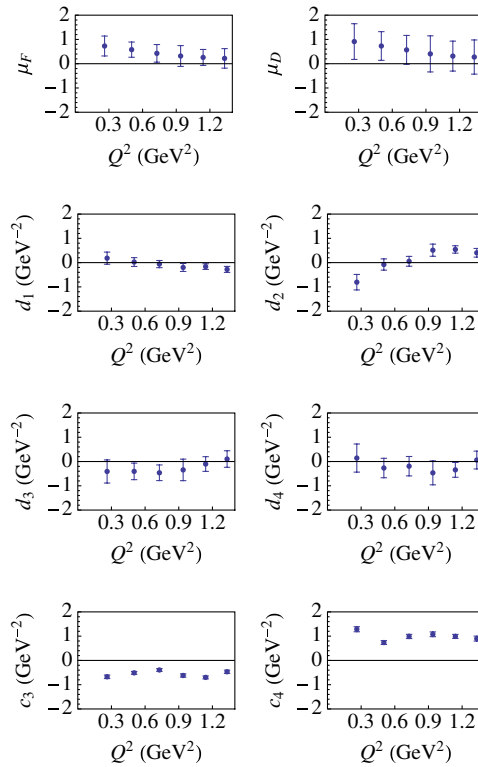 μ_F
2
1
0
−1
−2
0.3 0.6 0.9 1.2
Q² (GeV²)
μ_D
2
1
0
−1
−2
0.3 0.6 0.9 1.2
Q² (GeV²)
d₁ (GeV⁻²)
2
1
0
−1
−2
0.3 0.6 0.9 1.2
Q² (GeV²)
d₂ (GeV⁻²)
2
1
0
−1
−2
0.3 0.6 0.9 1.2
Q² (GeV²)
d₃ (GeV⁻²)
2
1
0
−1
−2
0.3 0.6 0.9 1.2
Q² (GeV²)
d₄ (GeV⁻²)
2
1
0
−1
−2
0.3 0.6 0.9 1.2
Q² (GeV²)
c₃ (GeV⁻²)
2
1
0
−1
−2
0.3 0.6 0.9 1.2
Q² (GeV²)
c₄ (GeV⁻²)
2
1
0
−1
−2
0.3 0.6 0.9 1.2
Q² (GeV²)